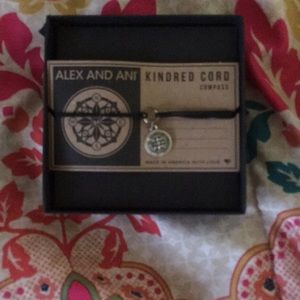 ALEX AND ANI
KINDRED CORD
COMPASS
MADE IN AMERICA WITH LOVE